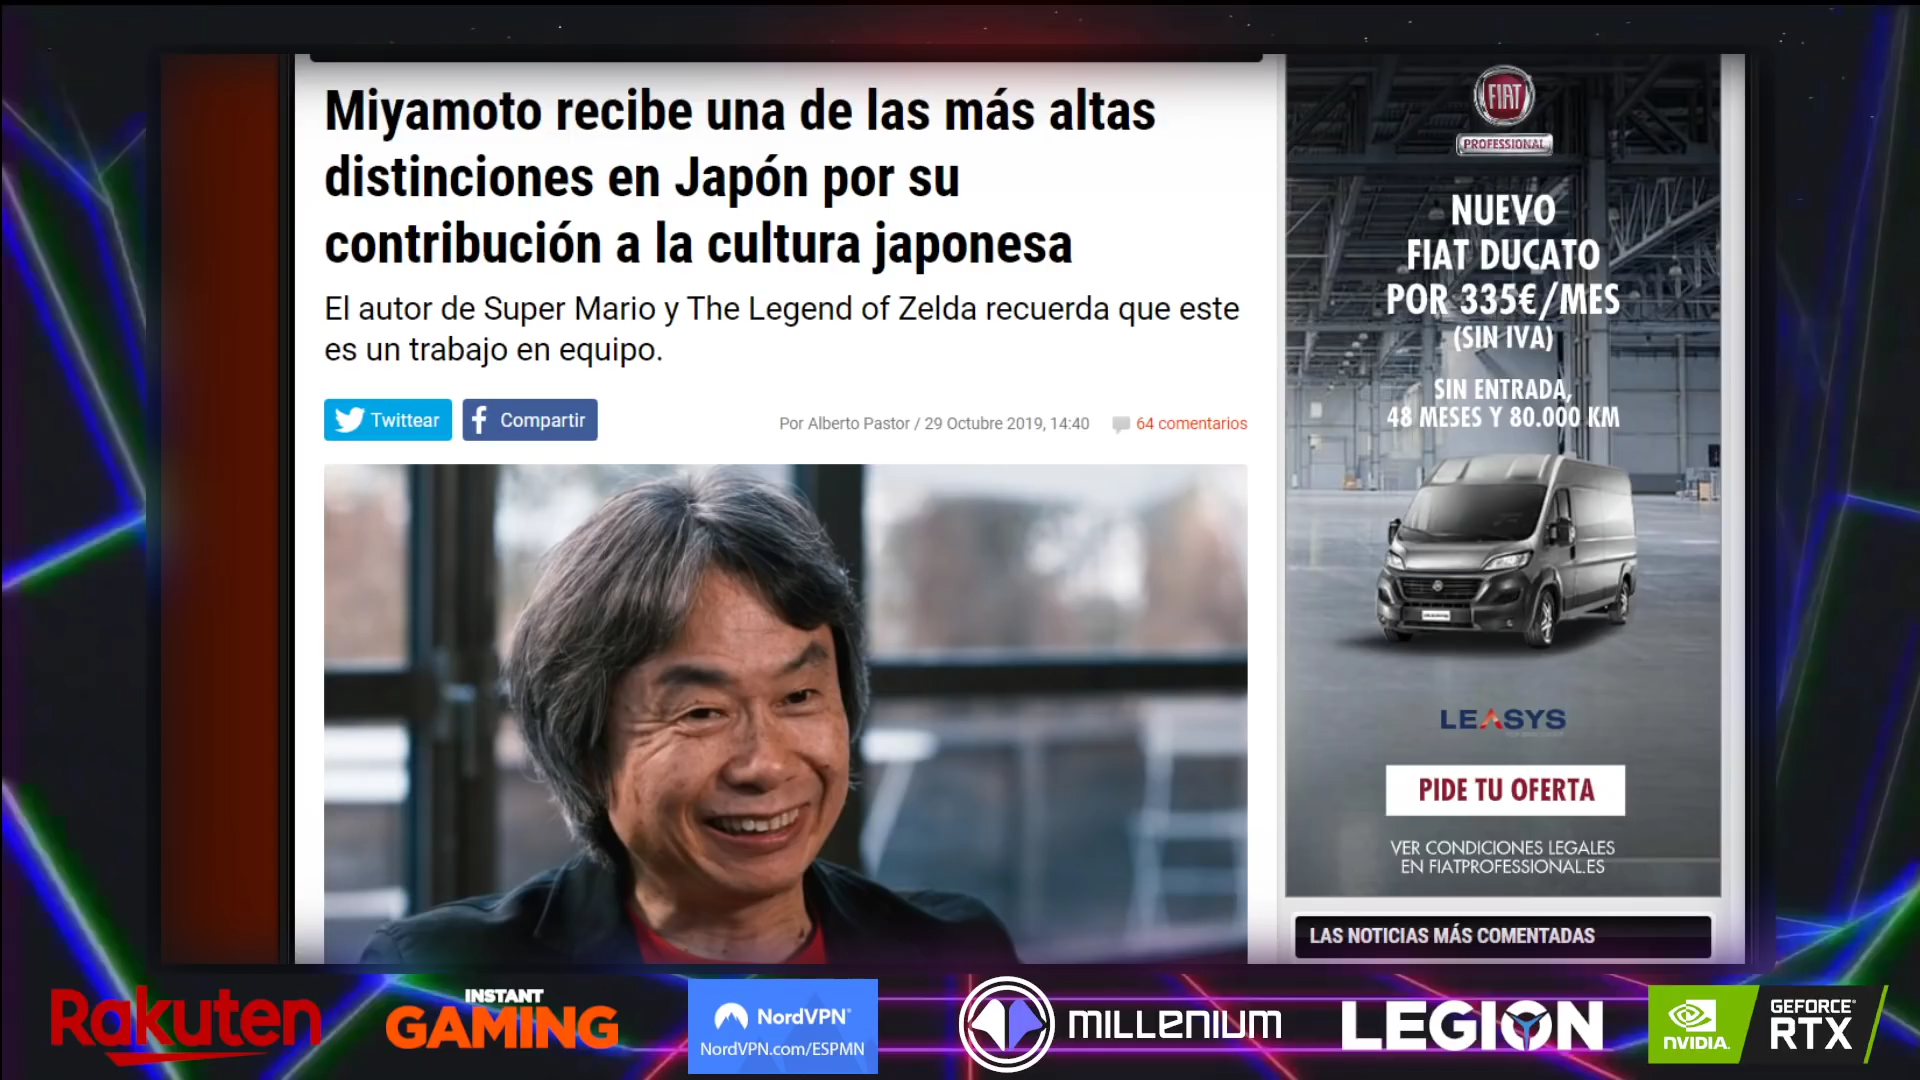 Miyamoto recibe una de las más altas
distinciones en Japón por su
contribución a la cultura japonesa
El autor de Super Mario y The Legend of Zelda recuerda que este
es un trabajo en equipo.
Twittear
Compartir
Por Alberto Pastor / 29 Octubre 2019, 14:40
64 comentarios
FIAT
PROFESSIONAL
NUEVO
FIAT DUCATO
POR 335€/MES
(SIN IVA)
SIN ENTRADA,
48 MESES Y 80.000 KM
LEASYS
PIDE TU OFERTA
VER CONDICIONES LEGALES
EN FIATPROFESSIONAL.ES
LAS NOTICIAS MÁS COMENTADAS
Rakuten
INSTANT
GAMING
NordVPN®
NordVPN.com/ESPMN
MILLENIUM
LEGION
NVIDIA.
GEFORCE®
RTX